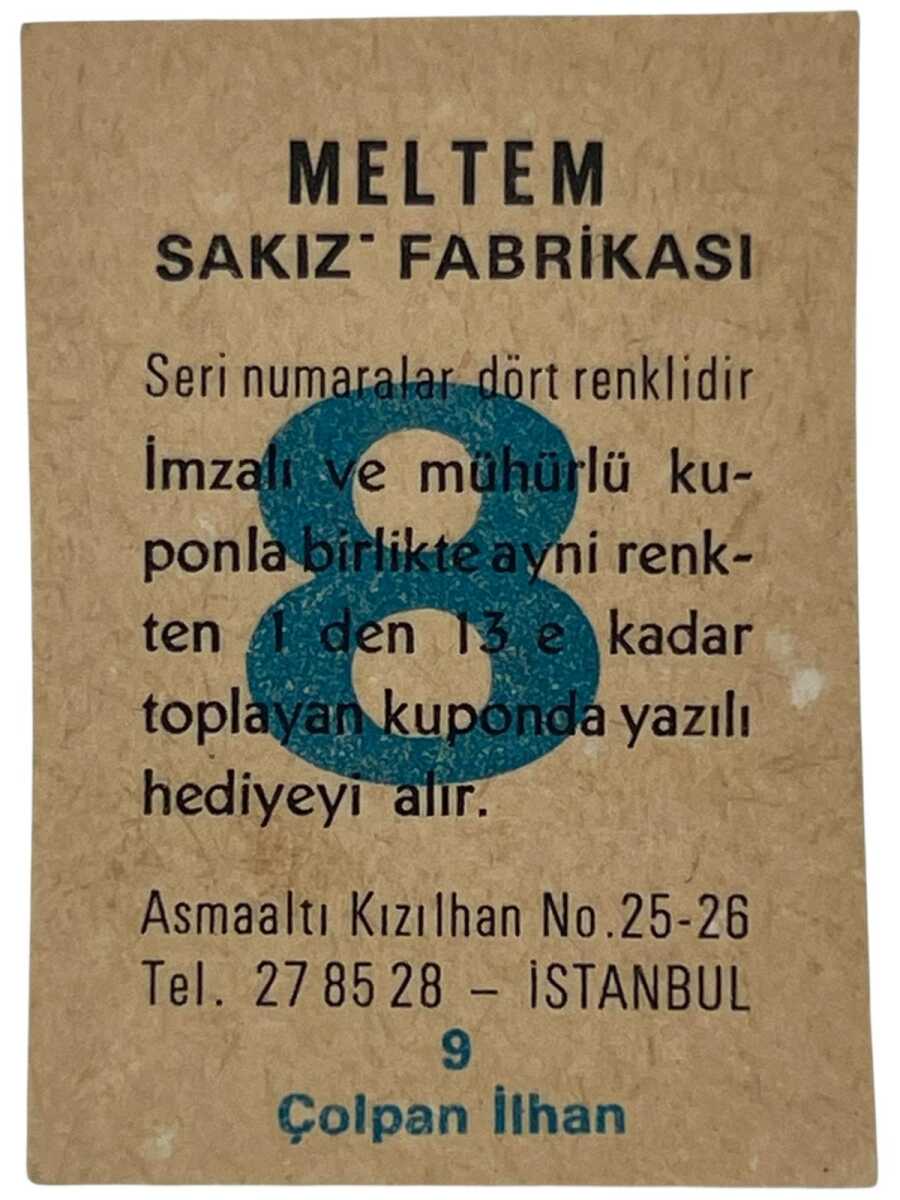 MELTEM
SAKIZ FABRİKASI
Seri numaralar dört renklidir
İmzalı ve mühürlü ku-
ponla birlikte ayni renk-
ten 1 den 13 e kadar
toplayan kuponda yazılı
hediyeyi alır.
8
Asmaaltı Kızılhan No.25-26
Tel. 27 85 28 – İSTANBUL
9
Çolpan İlhan